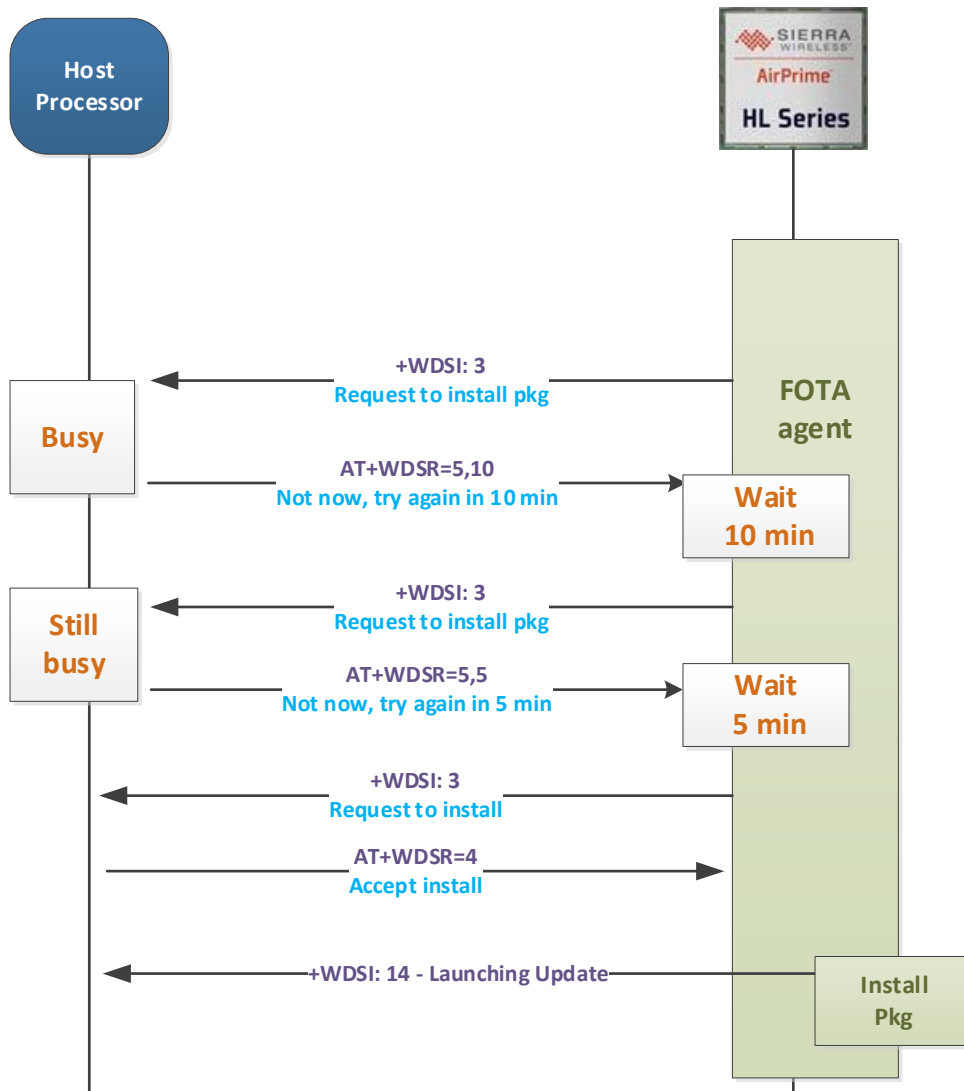 Host
Processor
SIERRA
WIRELESS
AirPrime
HL Series
+WDSI: 3
Request to install pkg
FOTA
agent
Busy
AT+WDSR=5,10
Not now, try again in 10 min
Wait
10 min
+WDSI: 3
Request to install pkg
Still
busy
AT+WDSR=5,5
Not now, try again in 5 min
Wait
5 min
+WDSI: 3
Request to install
AT+WDSR=4
Accept install
+WDSI: 14 - Launching Update
Install
Pkg